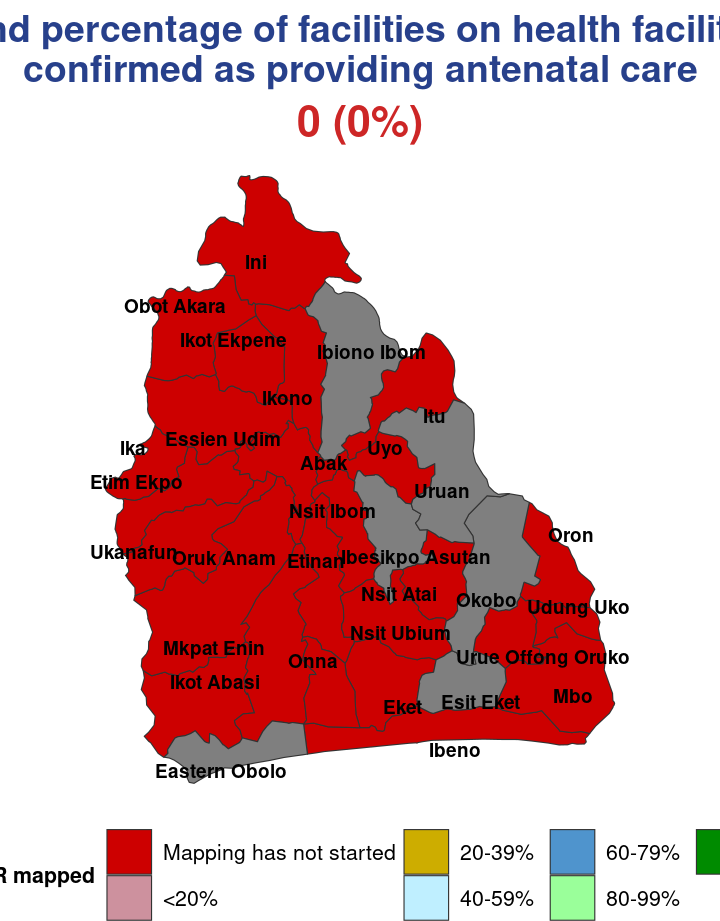 nd percentage of facilities on health facilit
confirmed as providing antenatal care
0 (0%)
Ini
Obot Akara
Ikot Ekpene
Ibiono Ibom
Ikono
Itu
Essien Udim
Ika
Uyo
Abak
Etim Ekpo
Uruan
Nsit Ibom
Oron
Ukanafun
Oruk Anam
Etinan
Ibesikpo Asutan
Nsit Atai
Okobo
Udung Uko
Nsit Ubium
Mkpat Enin
Onna
Urue Offong Oruko
Ikot Abasi
Mbo
Esit Eket
Eket
Ibeno
Eastern Obolo
R mapped
Mapping has not started
20-39%
60-79%
<20%
40-59%
80-99%